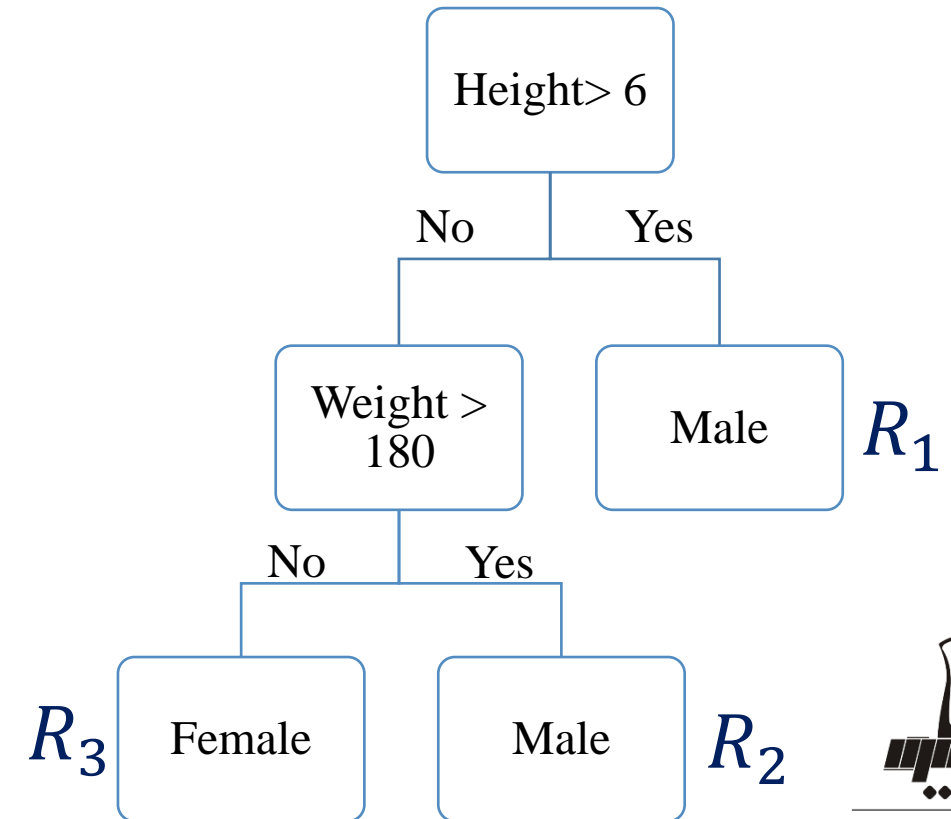 Height> 6
No Yes
Weight >
180
Male
R₁
No Yes
R₃
Female
Male
R₂